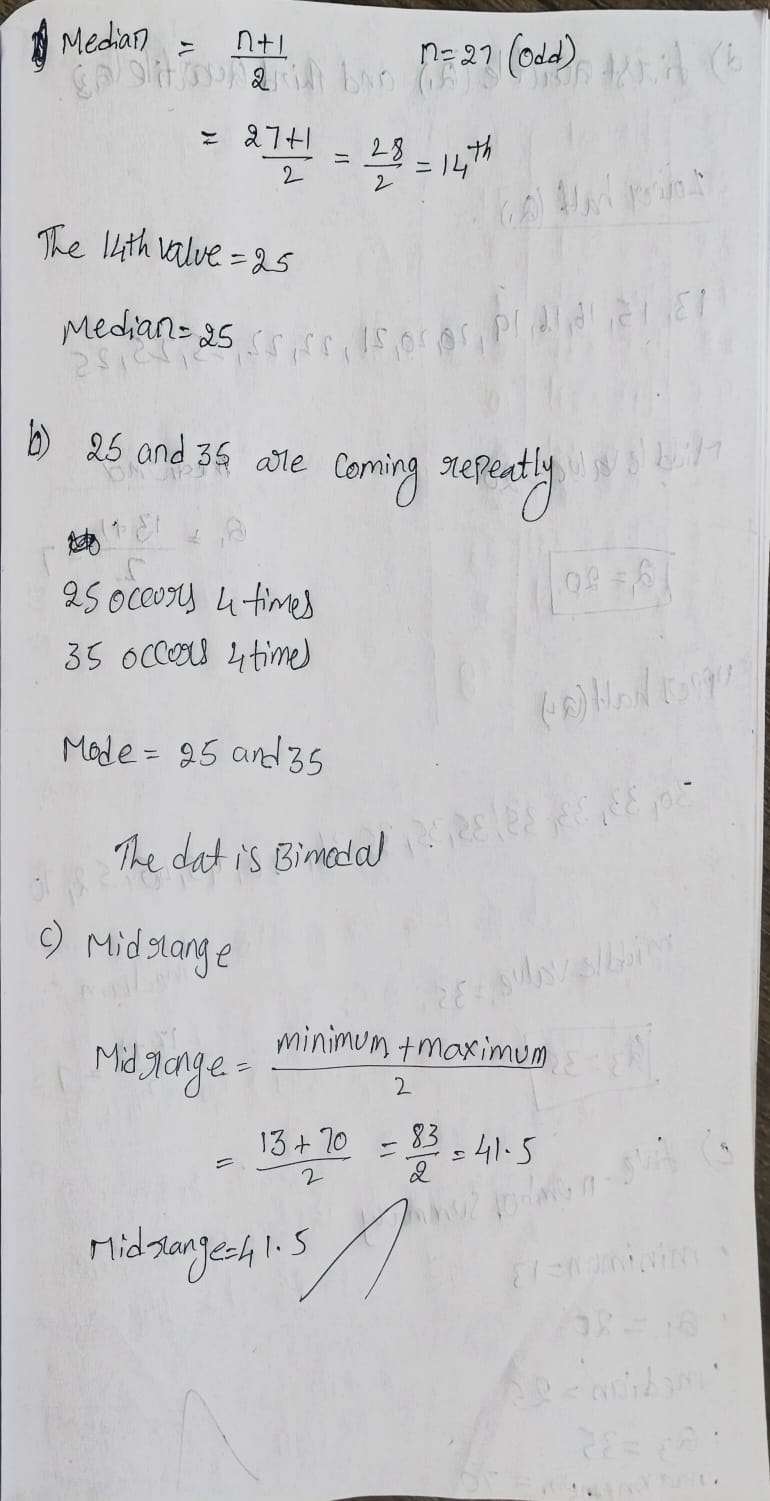 Median = n+1/2 n=27 (odd)
= 27+1/2 = 28/2 = 14th
The 14th value = 25
Median= 25
b) 25 and 35 are coming repeatly
25 occurs 4 times
35 occors 4 times
Mode = 25 and 35
The dat is Bimodal
c) Midrange
Midrange = minimum + maximum/2
= 13+70/2 = 83/2 = 41.5
Midrange=41.5